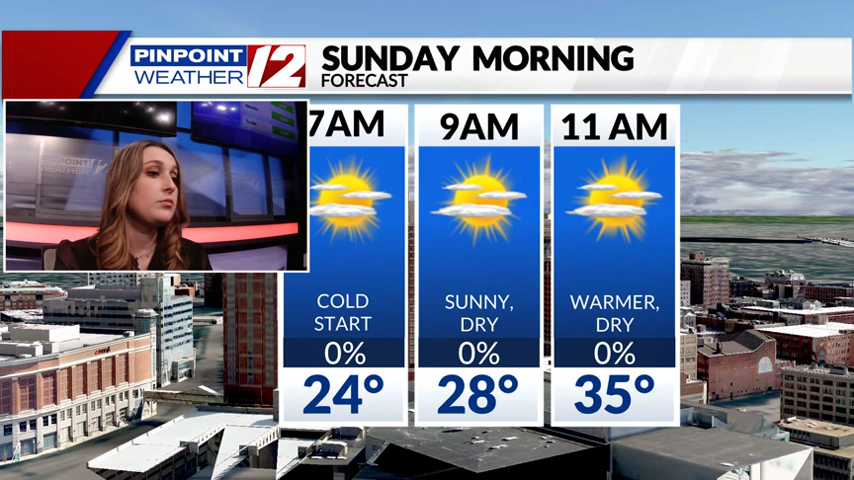 PINPOINT
WEATHER 12
SUNDAY MORNING
FORECAST
PINPOINT
WEATHER 12
7AM
9AM
11 AM
COLD
START
SUNNY,
DRY
WARMER,
DRY
0%
0%
0%
24°
28°
35°